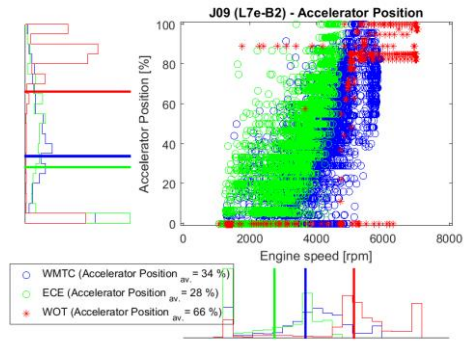 J09 (L7e-B2) - Accelerator Position
100
80
60
40
20
0
Accelerator Position [%]
0 2000 4000 6000 8000
Engine speed [rpm]
WMTC (Accelerator Position av. = 34 %)
ECE (Accelerator Position av. = 28 %)
WOT (Accelerator Position av. = 66 %)